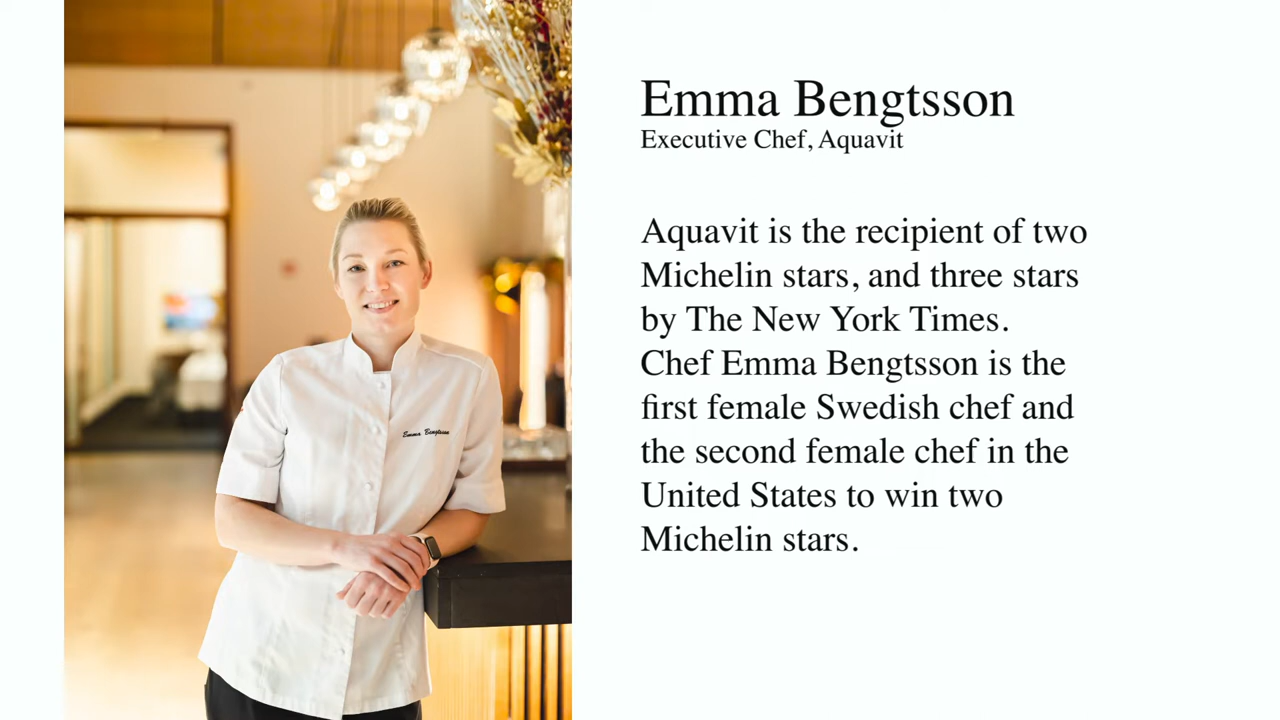 Emma Bengtsson
Executive Chef, Aquavit
Aquavit is the recipient of two
Michelin stars, and three stars
by The New York Times.
Chef Emma Bengtsson is the
first female Swedish chef and
the second female chef in the
United States to win two
Michelin stars.
Emma Bengtsson